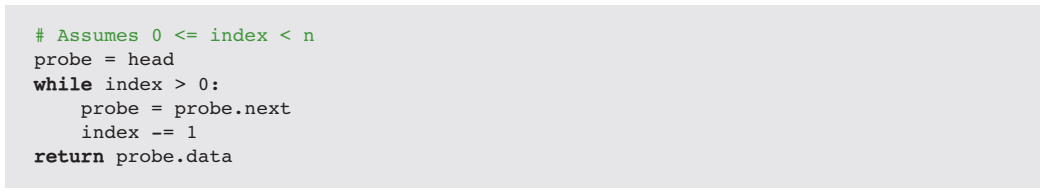 # Assumes 0 <= index < n
probe = head
while index > 0:
    probe = probe.next
    index -= 1
return probe.data